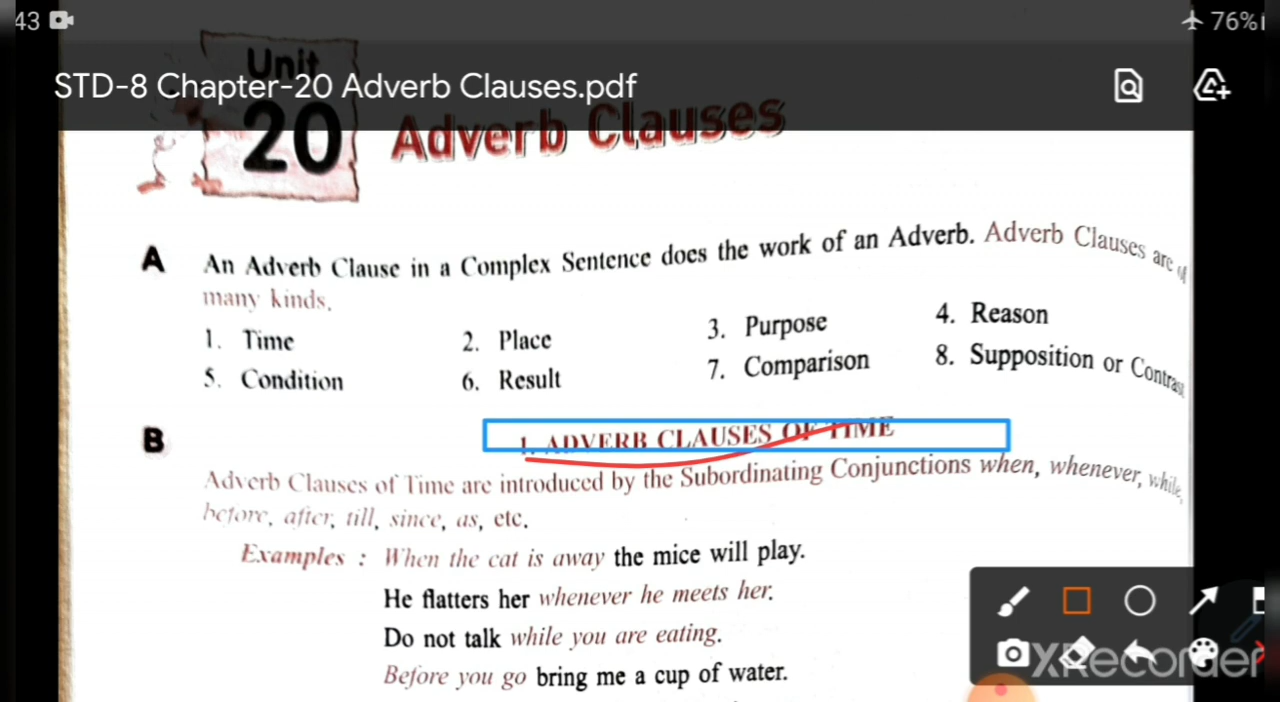 43
76%
Unit
STD-8 Chapter-20 Adverb Clauses.pdf
20 Adverb Clauses
A An Adverb Clause in a Complex Sentence does the work of an Adverb. Adverb Clauses are of
many kinds.
1. Time 2. Place 3. Purpose 4. Reason
5. Condition 6. Result 7. Comparison 8. Supposition or Contrast
B 1. ADVERB CLAUSES OF TIME
Adverb Clauses of Time are introduced by the Subordinating Conjunctions when, whenever, while,
before, after, till, since, as, etc.
Examples : When the cat is away the mice will play.
He flatters her whenever he meets her.
Do not talk while you are eating.
Before you go bring me a cup of water.
XRecorder